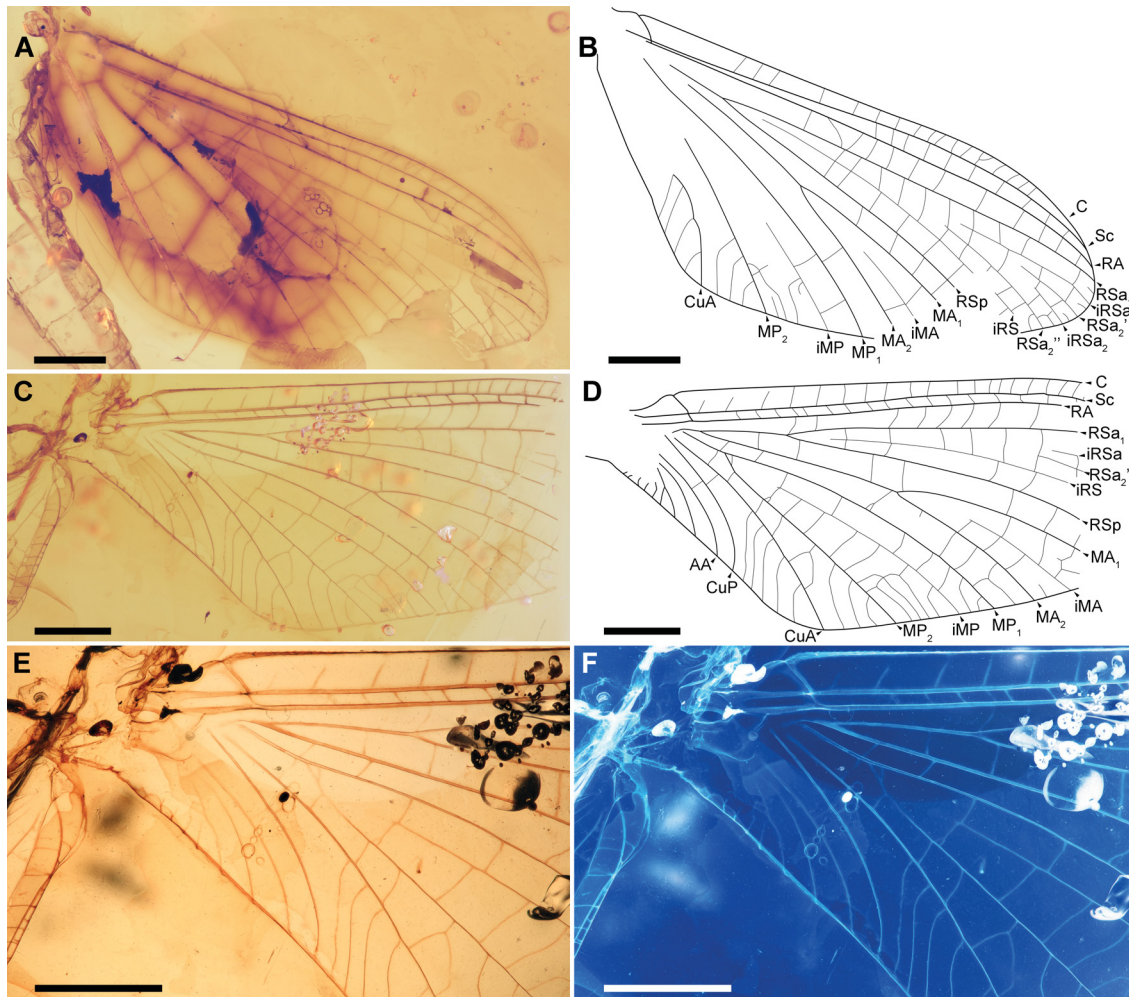 A
B
C
Sc
RA
RSa₁
iRSa
RSa₂'
iRSa₂
RSa₂''
iRS
RSp
MA₁
iMA
MA₂
MP₁
iMP
MP₂
CuA
C
D
C
Sc
RA
RSa₁
iRSa
RSa₂'
iRS
RSp
MA₁
iMA
MA₂
MP₁
iMP
MP₂
CuA
CuP
AA
E
F